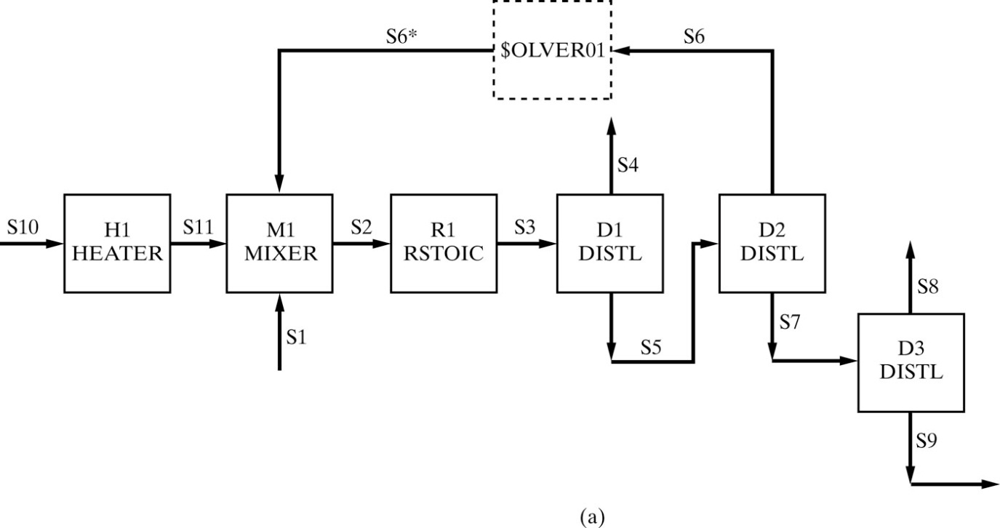 S6*
$OLVER01
S6
S4
S10
H1
HEATER
S11
M1
MIXER
S2
R1
RSTOIC
S3
D1
DISTL
D2
DISTL
S1
S5
S7
S8
D3
DISTL
S9
(a)